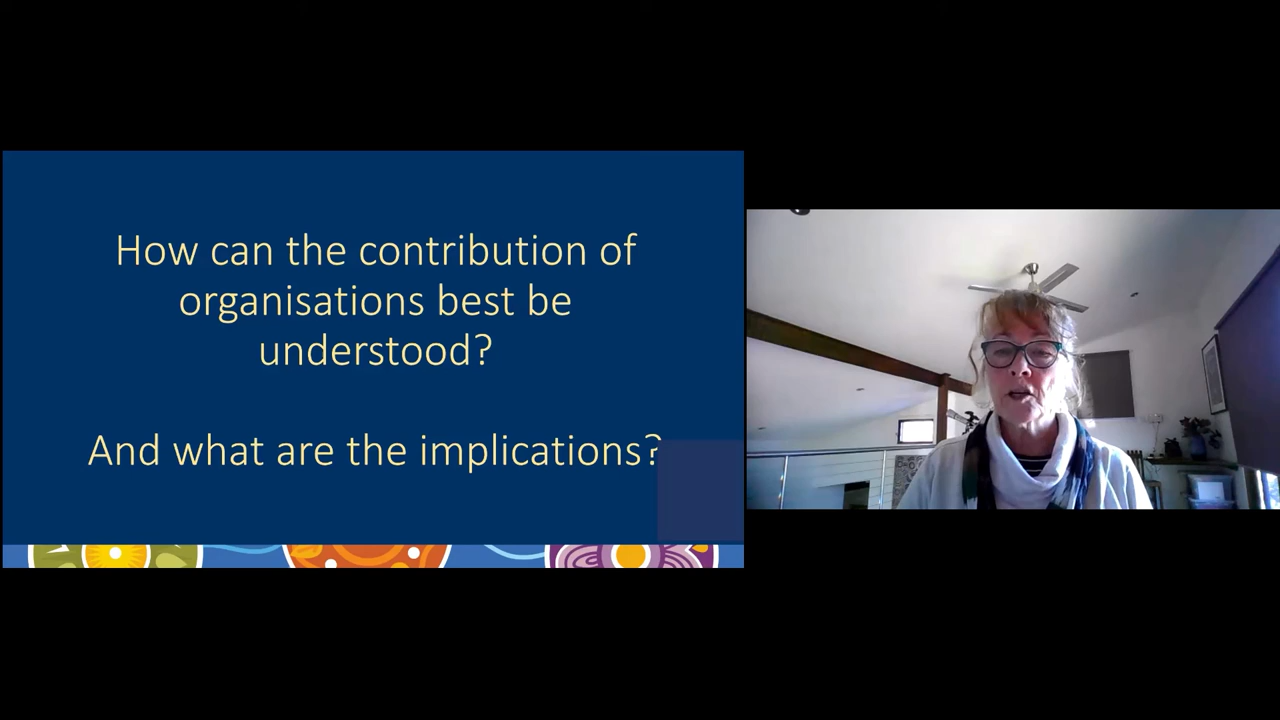 How can the contribution of
organisations best be
understood?
And what are the implications?